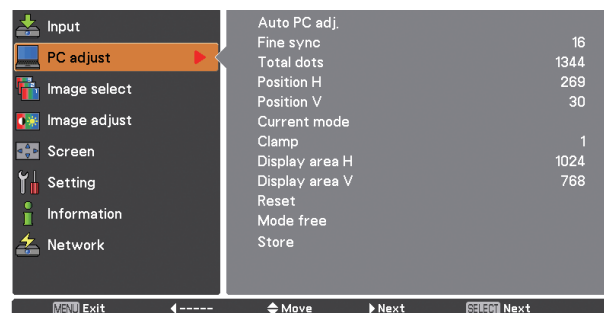 Input
PC adjust
Image select
Image adjust
Screen
Setting
Information
Network
Auto PC adj.
Fine sync 16
Total dots 1344
Position H 269
Position V 30
Current mode
Clamp 1
Display area H 1024
Display area V 768
Reset
Mode free
Store
MENU Exit ----- Move Next SELECT Next